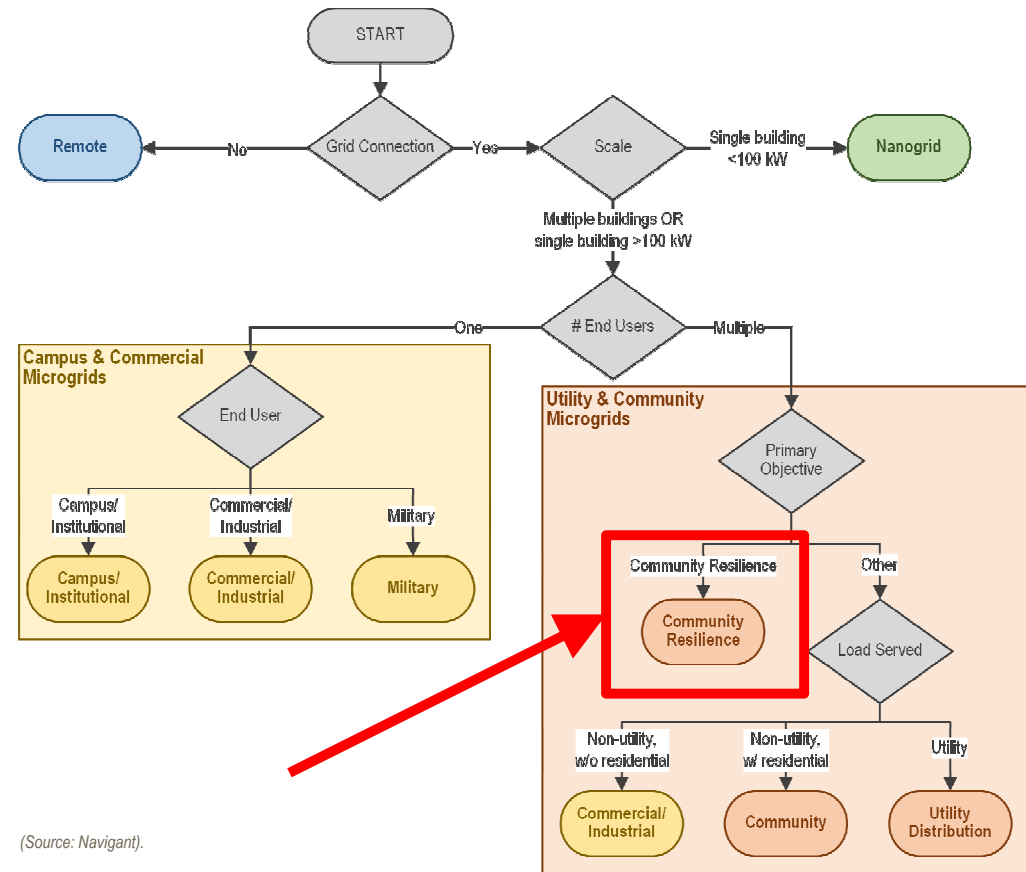 START
Remote
No
Grid Connection
Yes
Scale
Single building
<100 kW
Nanogrid
Multiple buildings OR
single building >100 kW
One
# End Users
Multiple
Campus & Commercial
Microgrids
End User
Campus/
Institutional
Commercial/
Industrial
Military
Campus/
Institutional
Commercial/
Industrial
Military
Utility & Community
Microgrids
Primary
Objective
Community Resilience
Other
Community
Resilience
Load Served
Non-utility,
w/o residential
Non-utility,
w/ residential
Utility
Commercial/
Industrial
Community
Utility
Distribution
(Source: Navigant).